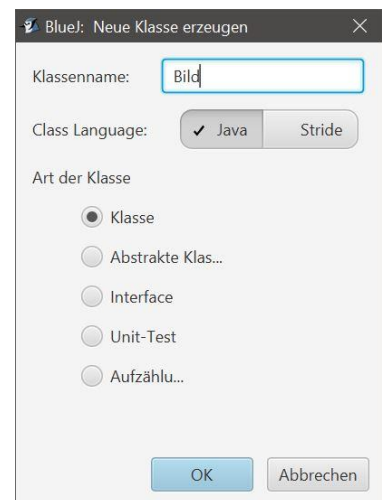 BlueJ: Neue Klasse erzeugen
Klassenname: Bild
Class Language: Java Stride
Art der Klasse
Klasse
Abstrakte Klas...
Interface
Unit-Test
Aufzählu...
OK Abbrechen